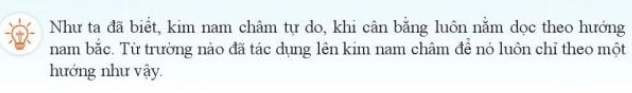 Như ta đã biết, kim nam châm tự do, khi cân bằng luôn nằm dọc theo hướng
nam bắc. Từ trường nào đã tác dụng lên kim nam châm để nó luôn chỉ theo một
hướng như vậy.